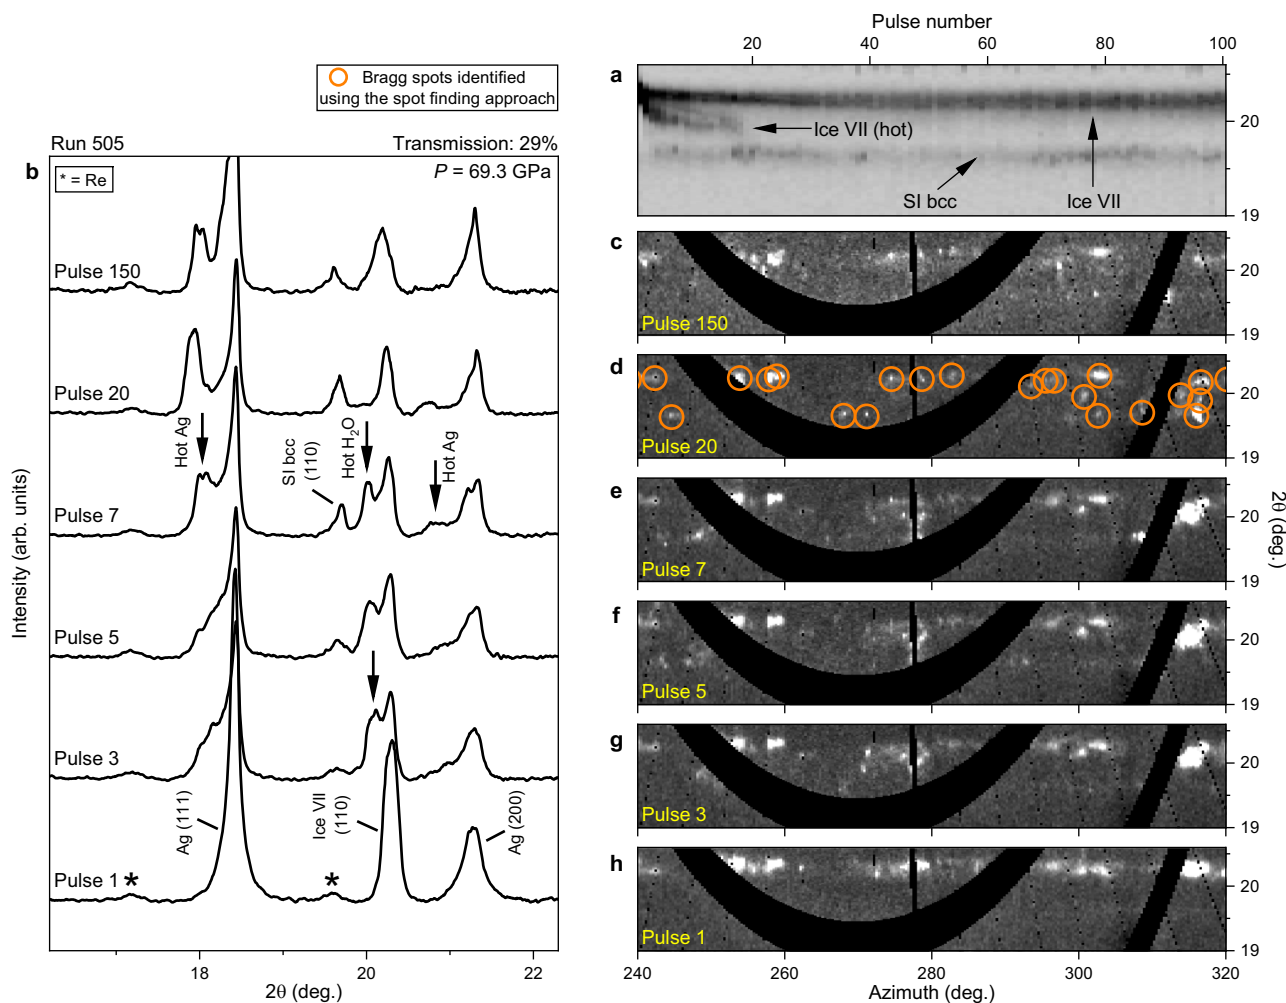 Bragg spots identified
using the spot finding approach
Run 505
Transmission: 29%
b
* = Re
P = 69.3 GPa
Pulse 150
Pulse 20
Hot Ag
SI bcc
(110)
Hot H₂O
Hot Ag
Pulse 7
Pulse 5
Pulse 3
Ag (111)
Ice VII
(110)
Ag (200)
Pulse 1
*
*
18
20
22
2θ (deg.)
Intensity (arb. units)
Pulse number
20
40
60
80
100
a
Ice VII (hot)
SI bcc
Ice VII
20
19
c
Pulse 150
20
19
d
Pulse 20
20
19
e
Pulse 7
20
19
2θ (deg.)
f
Pulse 5
20
19
g
Pulse 3
20
19
h
Pulse 1
20
19
240
260
280
300
320
Azimuth (deg.)